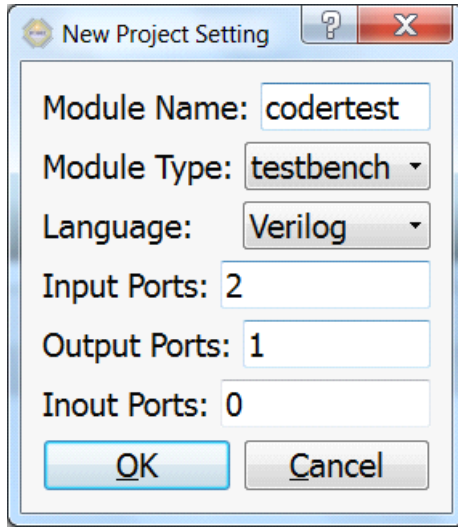 New Project Setting
Module Name: codertest
Module Type: testbench
Language: Verilog
Input Ports: 2
Output Ports: 1
Inout Ports: 0
OK Cancel